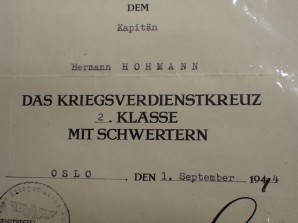 DEM
Kapitän
Hermann HOHMANN
DAS KRIEGSVERDIENSTKREUZ
2. KLASSE
MIT SCHWERTERN
OSLO, DEN 1. September 1944